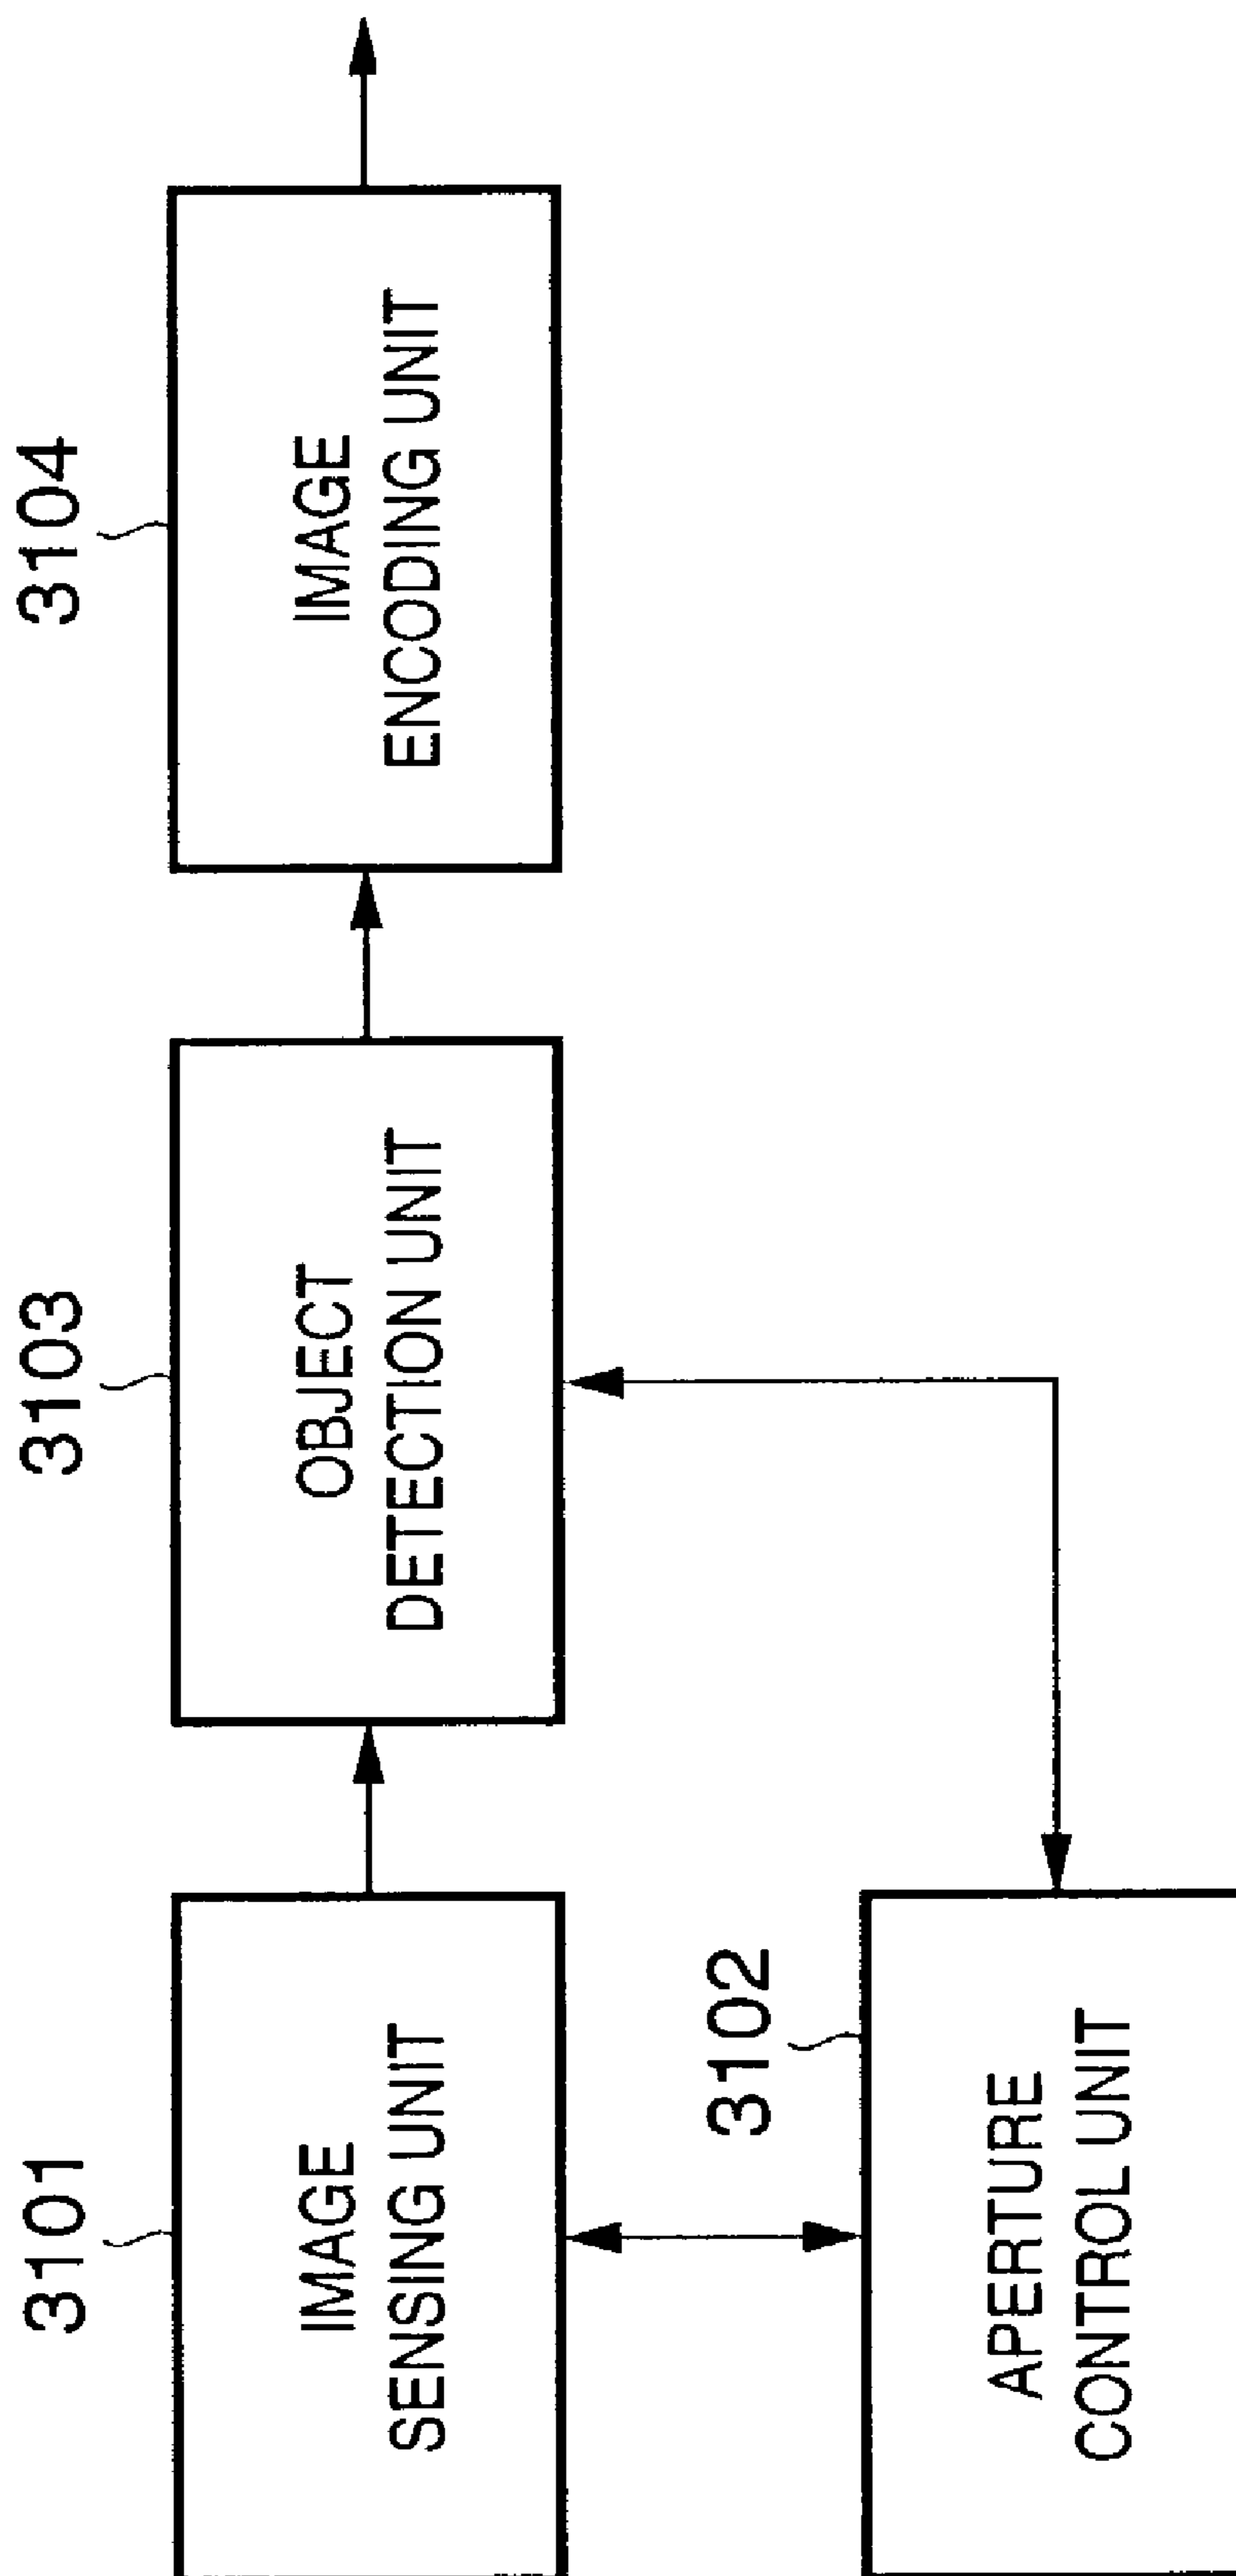 3101
IMAGE
SENSING UNIT
3103
OBJECT
DETECTION UNIT
3104
IMAGE
ENCODING UNIT
3102
APERTURE
CONTROL UNIT